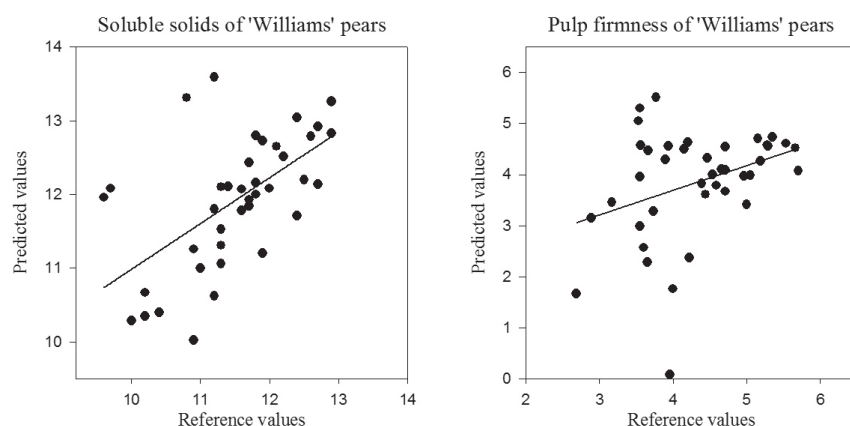 Soluble solids of 'Williams' pears
14
13
12
11
10
Predicted values
10 11 12 13 14
Reference values
Pulp firmness of 'Williams' pears
6
5
4
3
2
1
0
Predicted values
2 3 4 5 6
Reference values